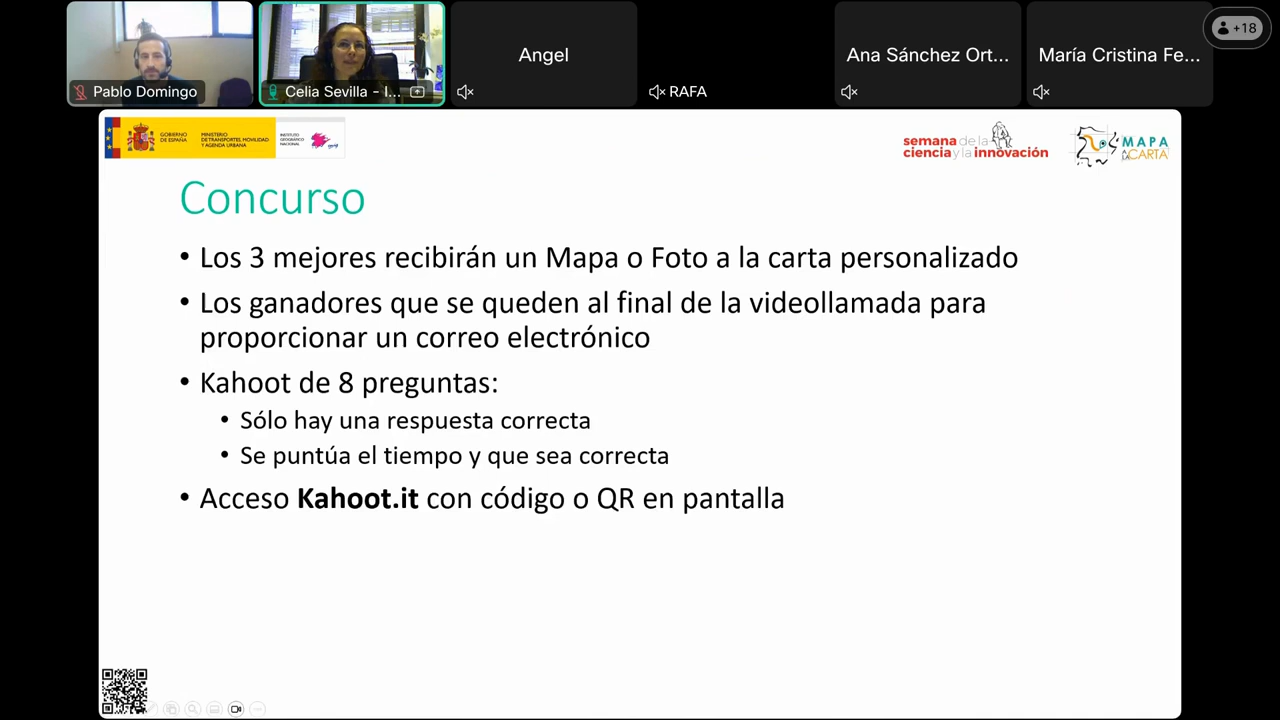 Pablo Domingo
Celia Sevilla - I...
Angel
RAFA
Ana Sánchez Ort...
María Cristina Fe...
+18
GOBIERNO
DE ESPAÑA
MINISTERIO
DE TRANSPORTES, MOVILIDAD
Y AGENDA URBANA
INSTITUTO
GEOGRÁFICO
NACIONAL
semana de la
ciencia y la innovación
MAPA
A LA CARTA
Concurso
• Los 3 mejores recibirán un Mapa o Foto a la carta personalizado
• Los ganadores que se queden al final de la videollamada para
proporcionar un correo electrónico
• Kahoot de 8 preguntas:
• Sólo hay una respuesta correcta
• Se puntúa el tiempo y que sea correcta
• Acceso Kahoot.it con código o QR en pantalla